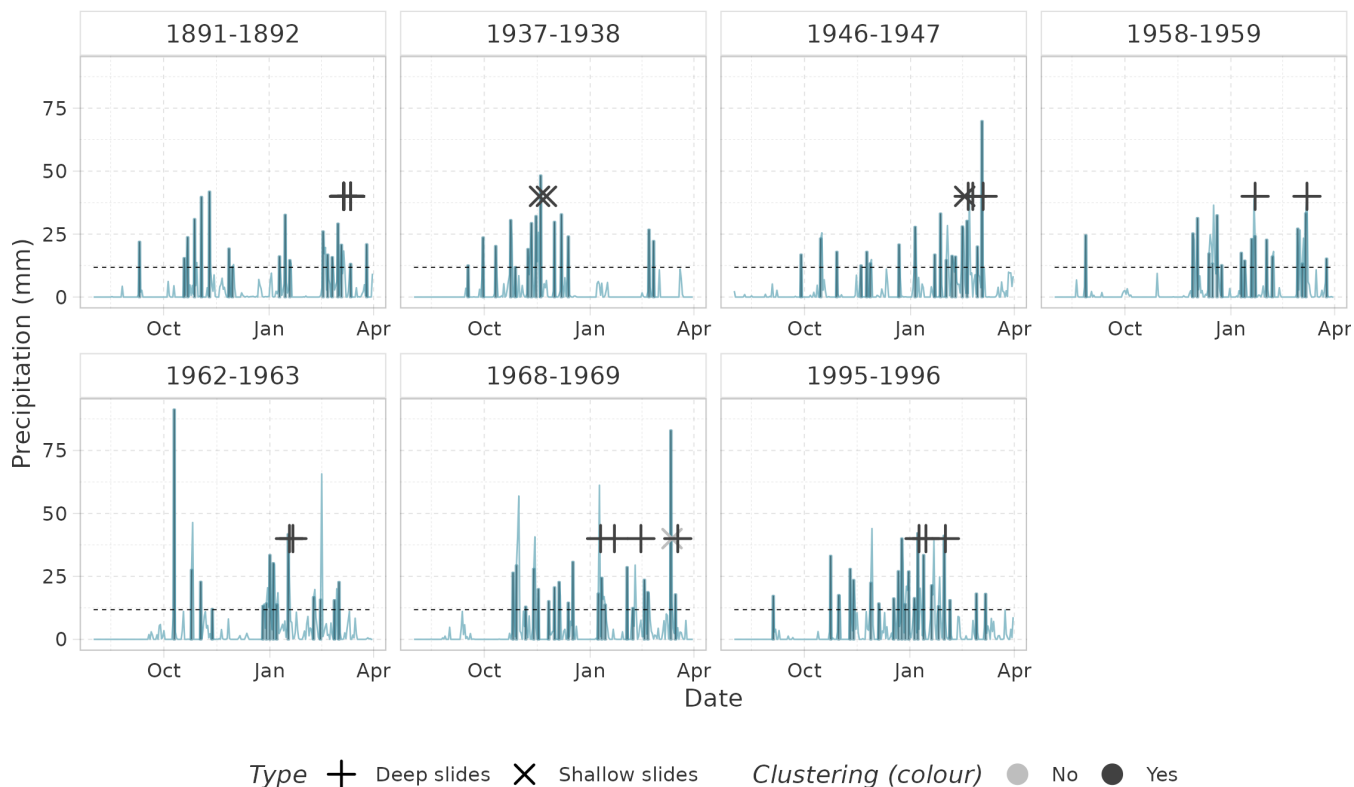 1891-1892
1937-1938
1946-1947
1958-1959
75
50
25
0
Oct Jan Apr
Oct Jan Apr
Oct Jan Apr
Oct Jan Apr
Precipitation (mm)
1962-1963
1968-1969
1995-1996
75
50
25
0
Oct Jan Apr
Oct Jan Apr
Oct Jan Apr
Date
Type Deep slides Shallow slides Clustering (colour) No Yes